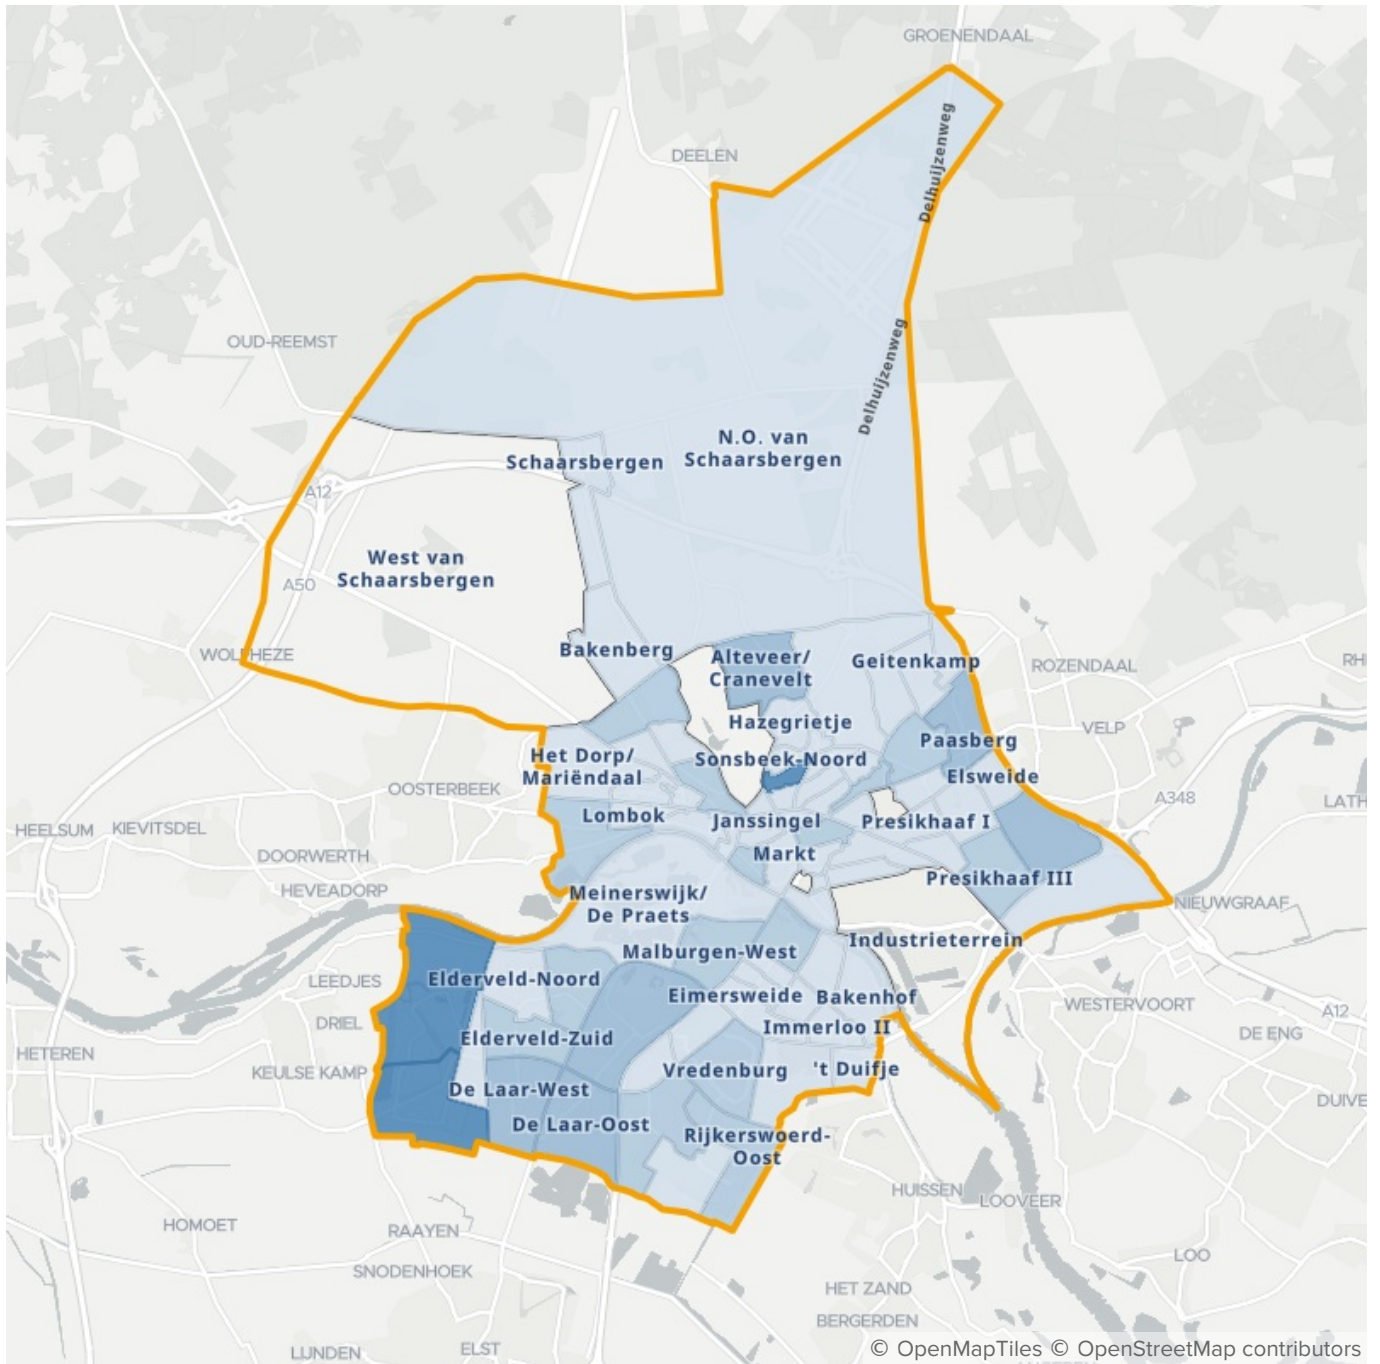 GROENENDAAL
Delhuijzenweg
DEELEN
OUD-REEMST
Delhuijzenweg
N.O. van
Schaarsbergen
Schaarsbergen
A12
West van
Schaarsbergen
A50
WOLFHEZE
Bakenberg
Alteveer/
Cranevelt
Geitenkamp
ROZENDAAL
RH
Hazegrietje
VELP
Paasberg
Het Dorp/
Mariëndaal
Sonsbeek-Noord
Elsweide
OOSTERBEEK
A348
LATH
HEELSUM
KIEVITSDEL
Lombok
Janssingel
Presikhaaf I
DOORWERTH
Markt
HEVEADORP
Presikhaaf III
Meinerswijk/
De Praets
NIEUWGRAAF
Industrieterrein
Malburgen-West
LEEDJES
Elderveld-Noord
Eimersweide
Bakenhof
WESTERVOORT
A12
DRIEL
Immerloo II
DE ENG
Elderveld-Zuid
HETEREN
KEULSE KAMP
Vredenburg
't Duifje
De Laar-West
DUIVE
De Laar-Oost
Rijkerswoerd-
Oost
HUISSEN
LOOVEER
HOMOET
RAAYEN
LOO
SNODENHOEK
HET ZAND
BERGERDEN
LIJNDEN
ELST
© OpenMapTiles © OpenStreetMap contributors